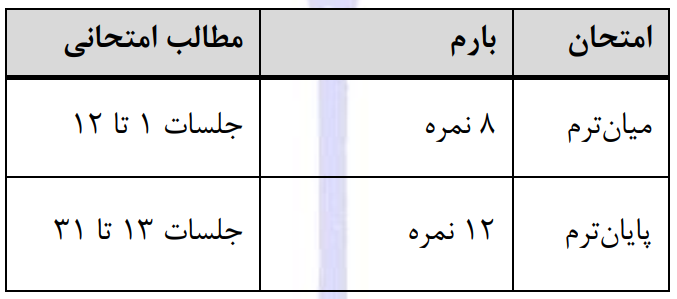 امتحان بارم مطالب امتحانی
میان‌ترم ۸ نمره جلسات ۱ تا ۱۲
پایان‌ترم ۱۲ نمره جلسات ۱۳ تا ۳۱